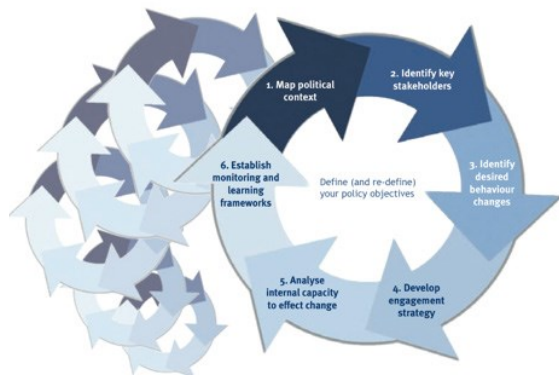 1. Map political
context
2. Identify key
stakeholders
3. Identify
desired
behaviour
changes
4. Develop
engagement
strategy
5. Analyse
internal capacity
to effect change
6. Establish
monitoring and
learning
frameworks
Define (and re-define)
your policy objectives